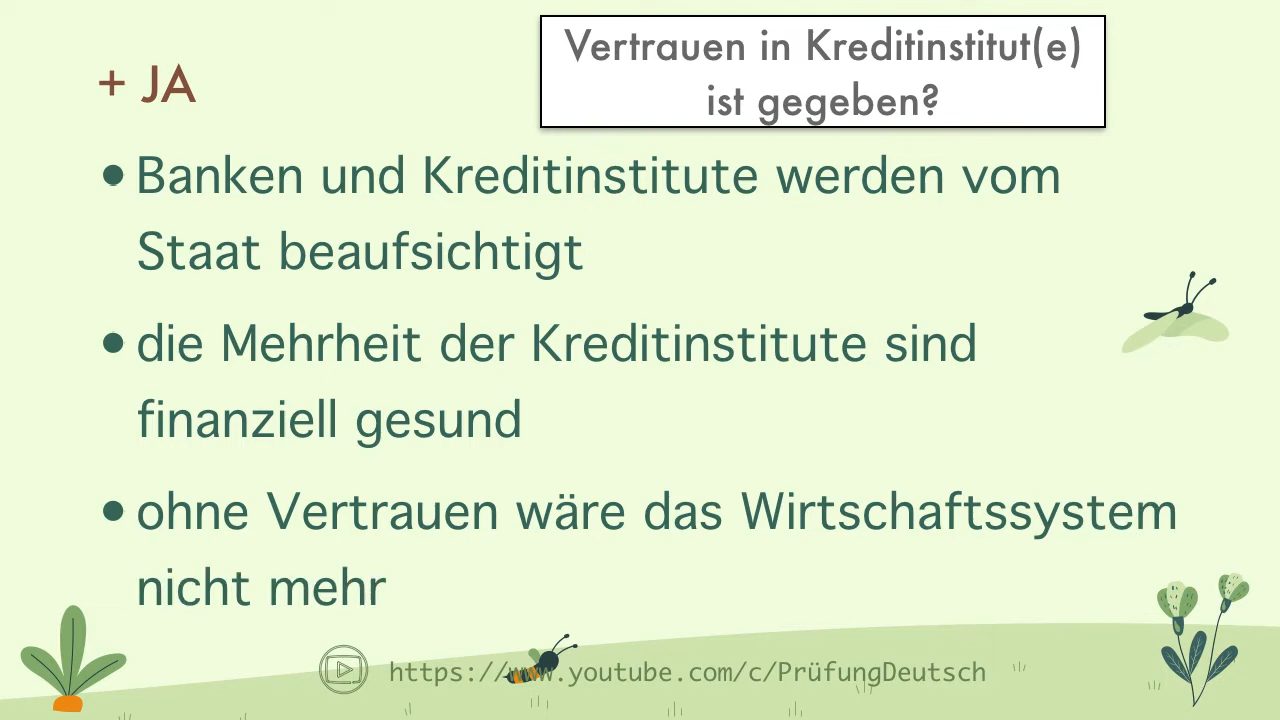 Vertrauen in Kreditinstitut(e)
ist gegeben?
+ JA
• Banken und Kreditinstitute werden vom
Staat beaufsichtigt
• die Mehrheit der Kreditinstitute sind
finanziell gesund
• ohne Vertrauen wäre das Wirtschaftssystem
nicht mehr
https://www.youtube.com/c/PrüfungDeutsch